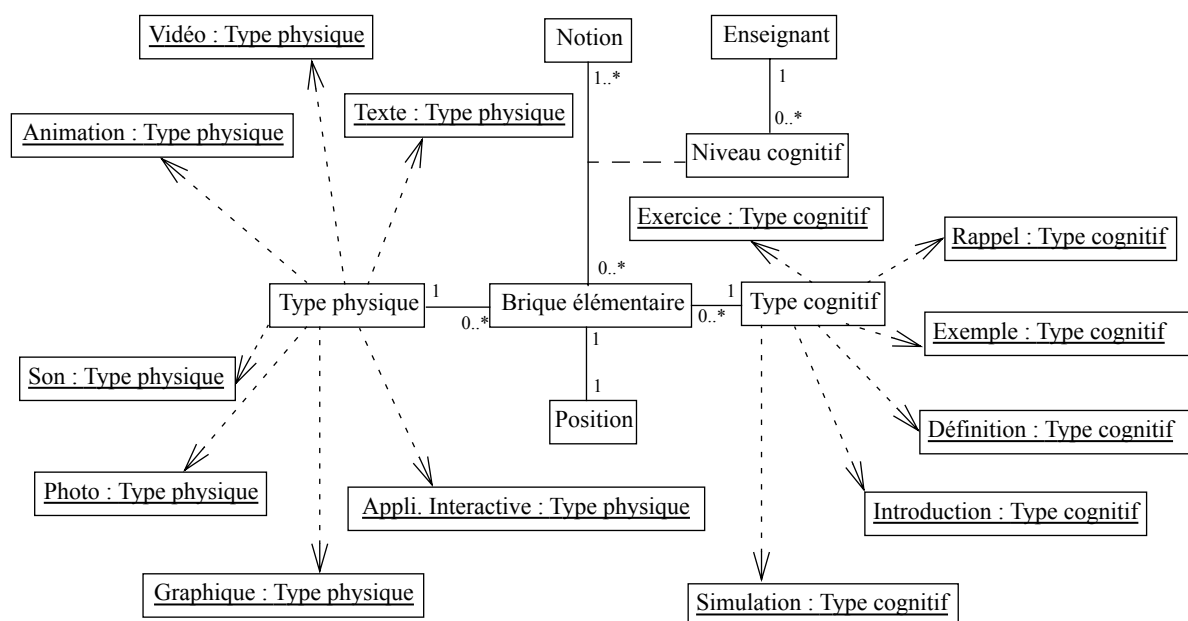 Vidéo : Type physique
Notion
Enseignant
1..*
1
Texte : Type physique
Animation : Type physique
0..*
Niveau cognitif
Exercice : Type cognitif
Rappel : Type cognitif
0..*
Type physique
1
0..*
Brique élémentaire
1
0..*
Type cognitif
1
Exemple : Type cognitif
Son : Type physique
1
Position
Définition : Type cognitif
Photo : Type physique
Appli. Interactive : Type physique
Introduction : Type cognitif
Graphique : Type physique
Simulation : Type cognitif